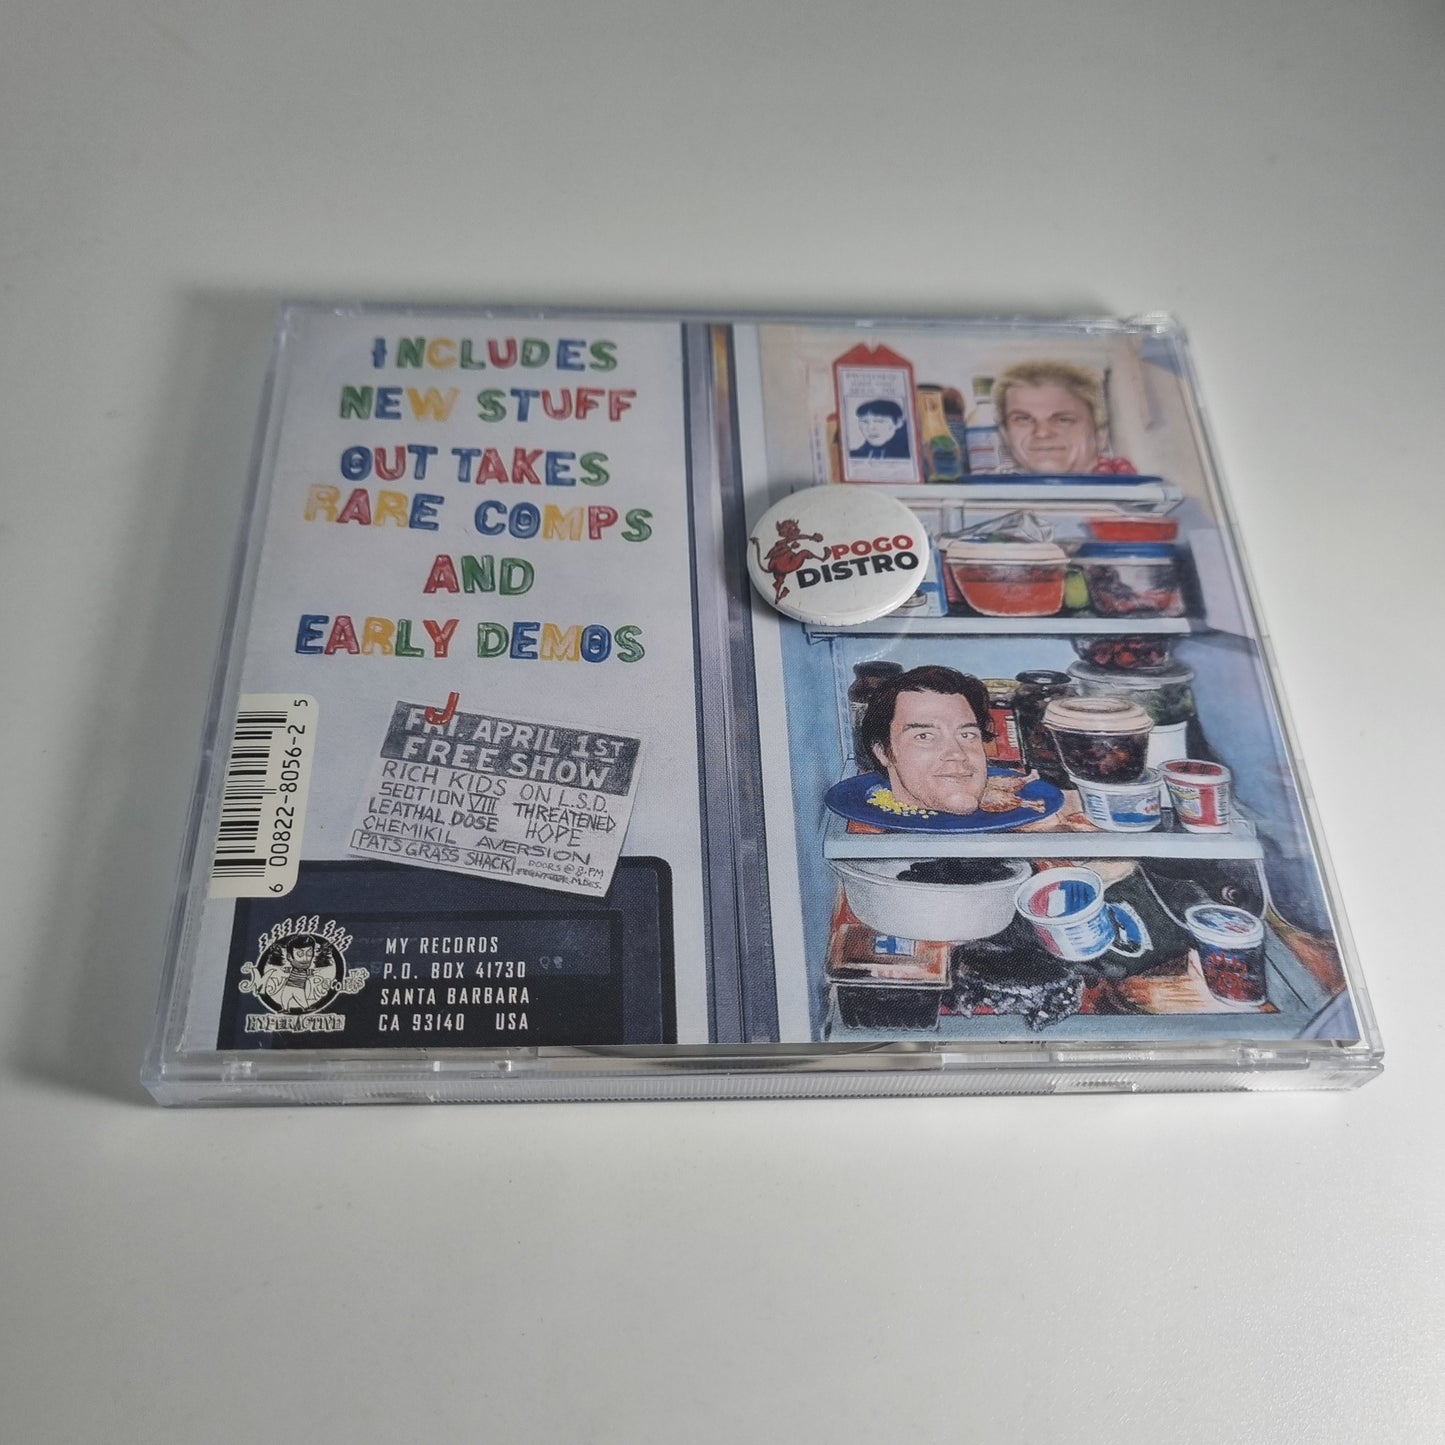 INCLUDES
NEW STUFF
OUT TAKES
RARE COMPS
AND
EARLY DEMOS
FRI. APRIL 1ST
FREE SHOW
RICH KIDS ON L.S.D.
SECTION VIII THREATENED
LEATHAL DOSE HOPE
CHEMIKIL AVERSION
PATS GRASS SHACK DOORS @ 8. PM
6 00822-8056-2 5
My Records
HYPERACTIVE
MY RECORDS
P.O. BOX 41730
SANTA BARBARA
CA 93140 USA
POGO
DISTRO